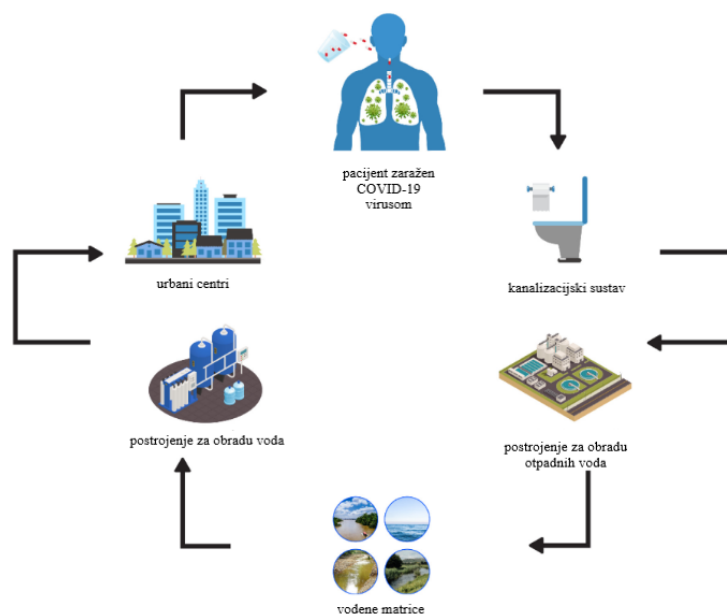 pacijent zaražen
COVID-19
virusom
urbani centri
kanalizacijski sustav
postrojenje za obradu voda
postrojenje za obradu
otpadnih voda
vodene matrice